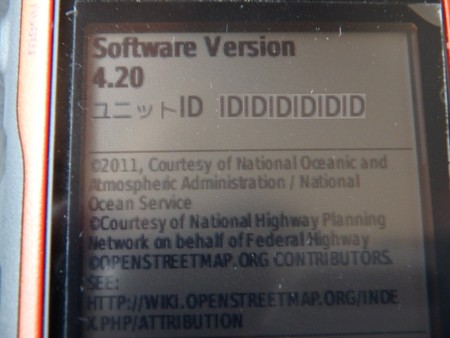 Software Version
4.20
ユニットID IDIDIDIDIDID
©2011, Courtesy of National Oceanic and
Atmospheric Administration / National
Ocean Service
©Courtesy of National Highway Planning
Network on behalf of Federal Highway
©OPENSTREETMAP.ORG CONTRIBUTORS.
SEE:
HTTP://WIKI.OPENSTREETMAP.ORG/INDE
X.PHP/ATTRIBUTION